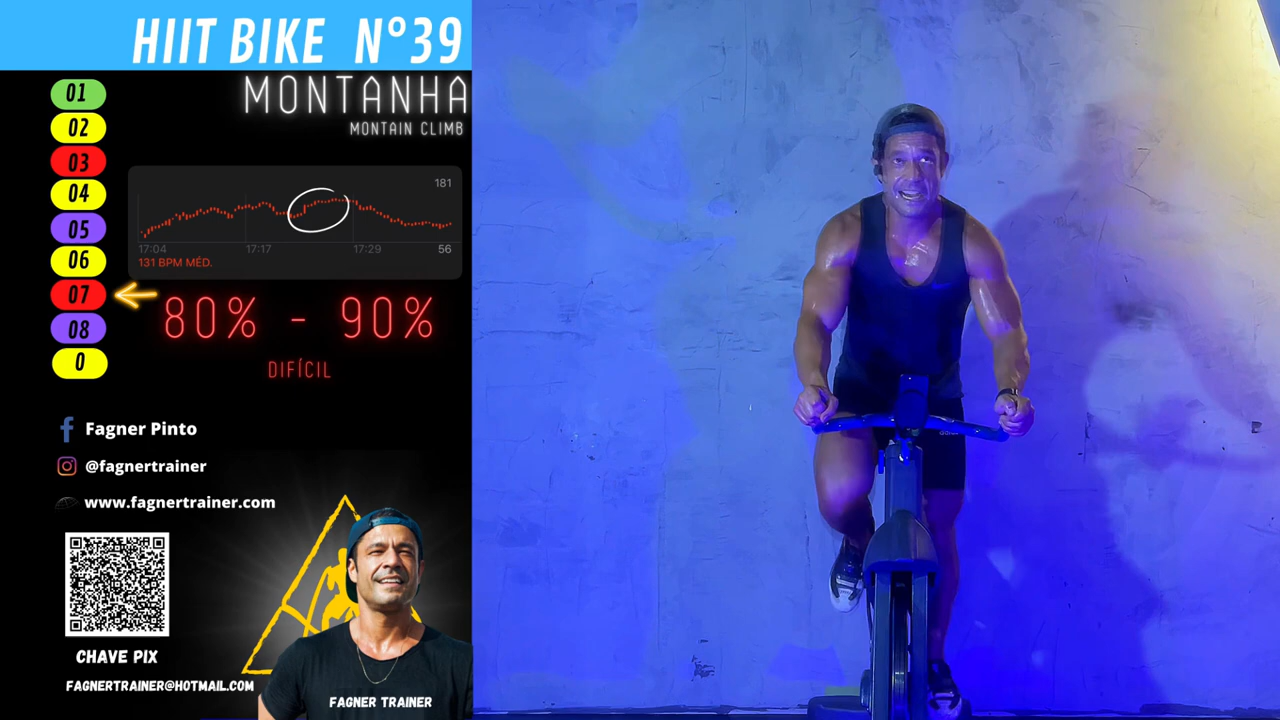 HIIT BIKE N°39
MONTANHA
MONTAIN CLIMB
01
02
03
04
05
06
07
08
0
181
17:04
17:17
17:29
56
131 BPM MÉD.
80% - 90%
DIFÍCIL
Fagner Pinto
@fagnertrainer
www.fagnertrainer.com
CHAVE PIX
FAGNERTRAINER@HOTMAIL.COM
FAGNER TRAINER